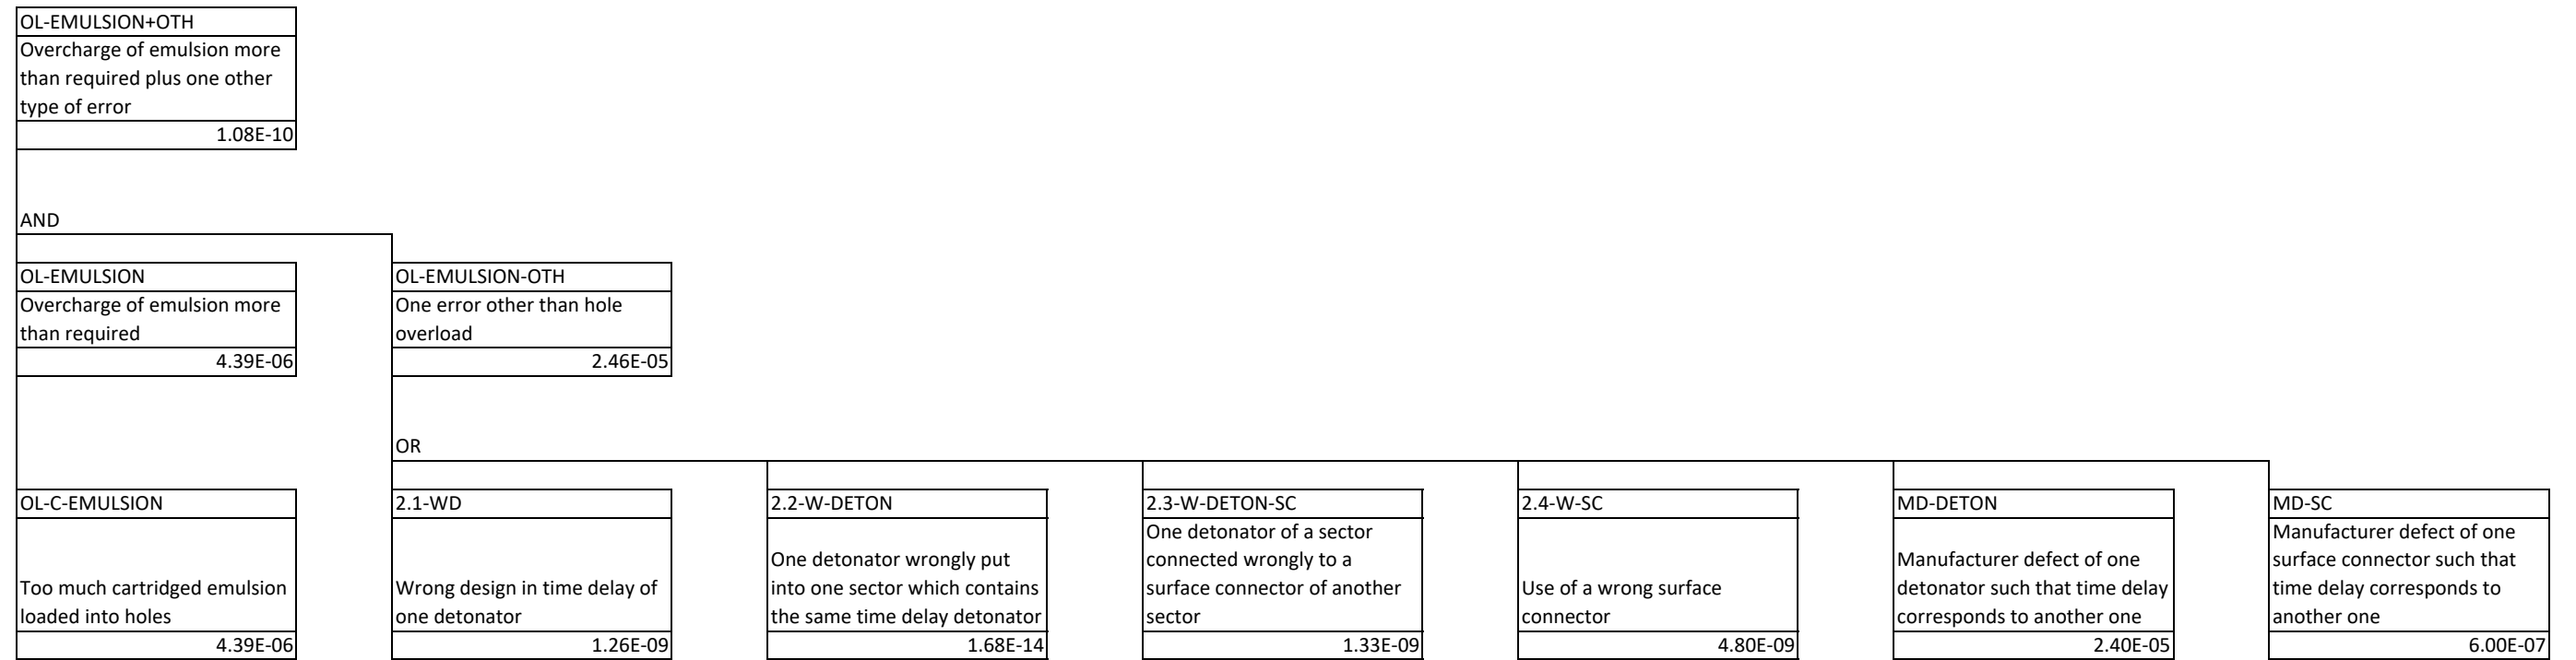 OL-EMULSION+OTH
Overcharge of emulsion more
than required plus one other
type of error
1.08E-10
AND
OL-EMULSION
Overcharge of emulsion more
than required
4.39E-06
OL-EMULSION-OTH
One error other than hole
overload
2.46E-05
OR
OL-C-EMULSION
Too much cartridged emulsion
loaded into holes
4.39E-06
2.1-WD
Wrong design in time delay of
one detonator
1.26E-09
2.2-W-DETON
One detonator wrongly put
into one sector which contains
the same time delay detonator
1.68E-14
2.3-W-DETON-SC
One detonator of a sector
connected wrongly to a
surface connector of another
sector
1.33E-09
2.4-W-SC
Use of a wrong surface
connector
4.80E-09
MD-DETON
Manufacturer defect of one
detonator such that time delay
corresponds to another one
2.40E-05
MD-SC
Manufacturer defect of one
surface connector such that
time delay corresponds to
another one
6.00E-07